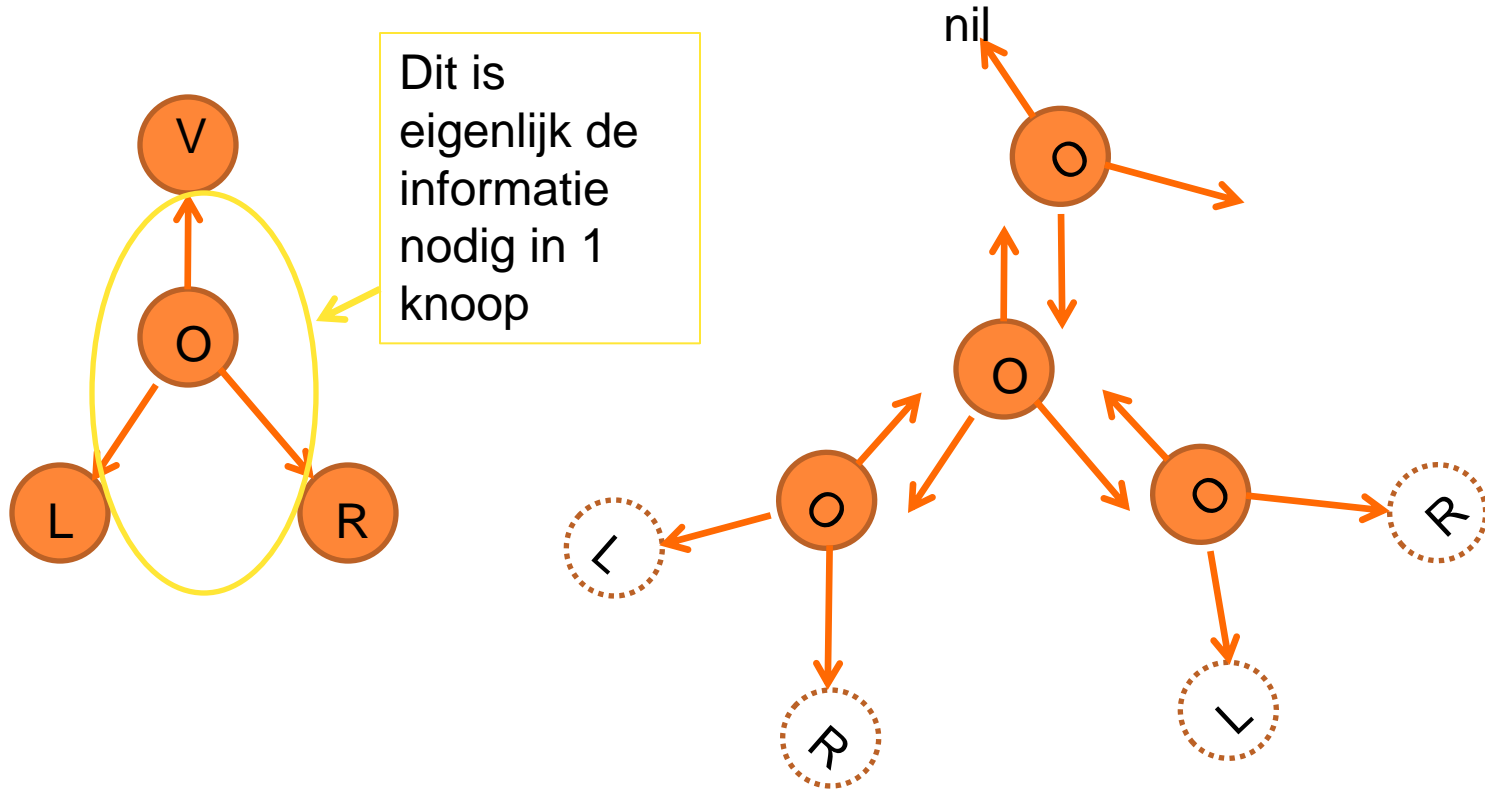 V
O
L
R
Dit is
eigenlijk de
informatie
nodig in 1
knoop
nil
O
O
O
O
L
R
L
R